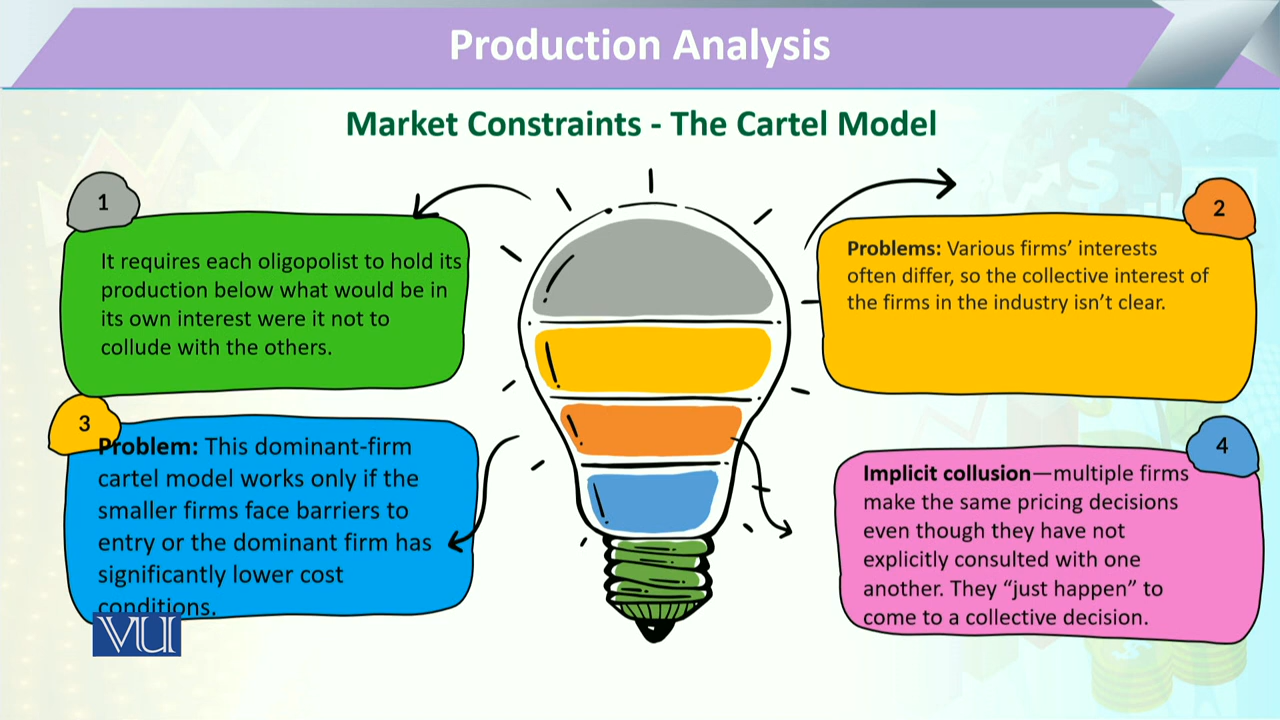 Production Analysis
Market Constraints - The Cartel Model
1
It requires each oligopolist to hold its
production below what would be in
its own interest were it not to
collude with the others.
2
Problems: Various firms’ interests
often differ, so the collective interest of
the firms in the industry isn’t clear.
3
Problem: This dominant-firm
cartel model works only if the
smaller firms face barriers to
entry or the dominant firm has
significantly lower cost
conditions.
4
Implicit collusion—multiple firms
make the same pricing decisions
even though they have not
explicitly consulted with one
another. They “just happen” to
come to a collective decision.
VU